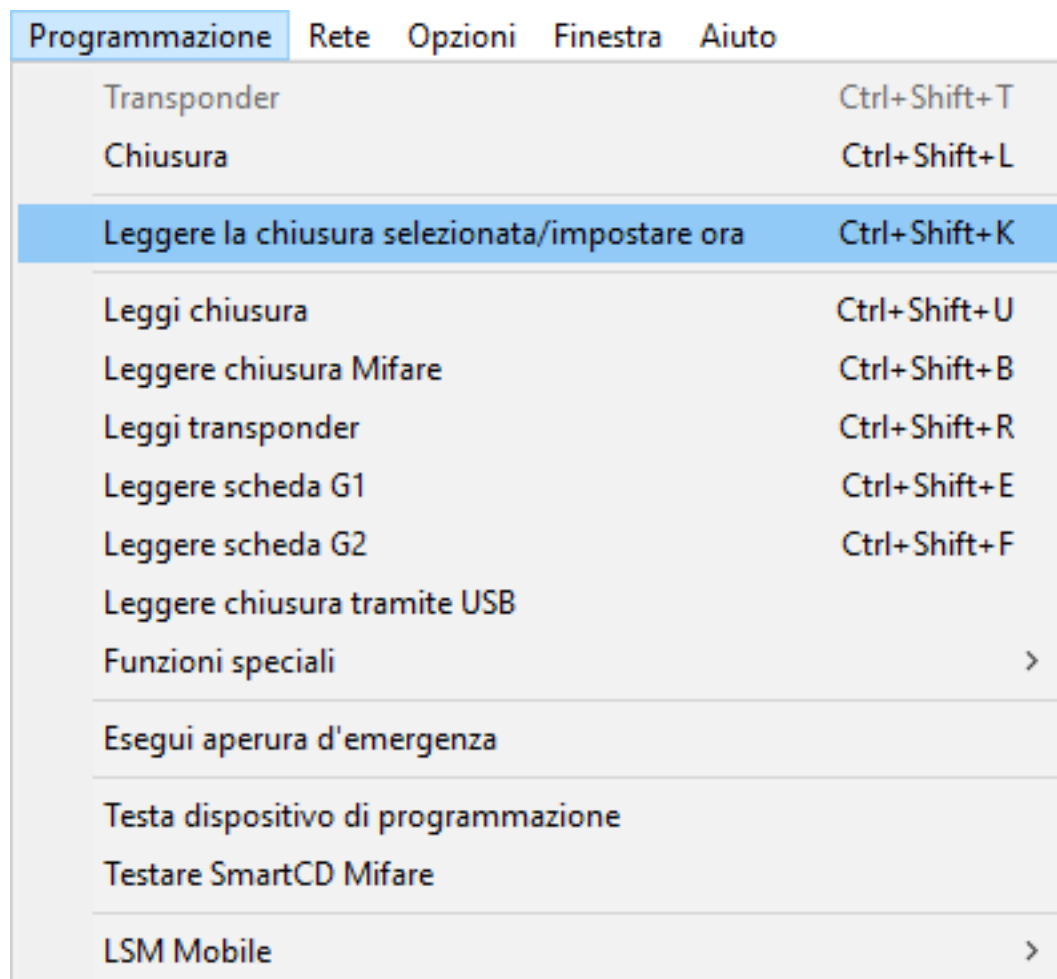 Programmazione Rete Opzioni Finestra Aiuto
Transponder Ctrl+Shift+T
Chiusura Ctrl+Shift+L
Leggere la chiusura selezionata/impostare ora Ctrl+Shift+K
Leggi chiusura Ctrl+Shift+U
Leggere chiusura Mifare Ctrl+Shift+B
Leggi transponder Ctrl+Shift+R
Leggere scheda G1 Ctrl+Shift+E
Leggere scheda G2 Ctrl+Shift+F
Leggere chiusura tramite USB
Funzioni speciali
Esegui aperura d'emergenza
Testa dispositivo di programmazione
Testare SmartCD Mifare
LSM Mobile